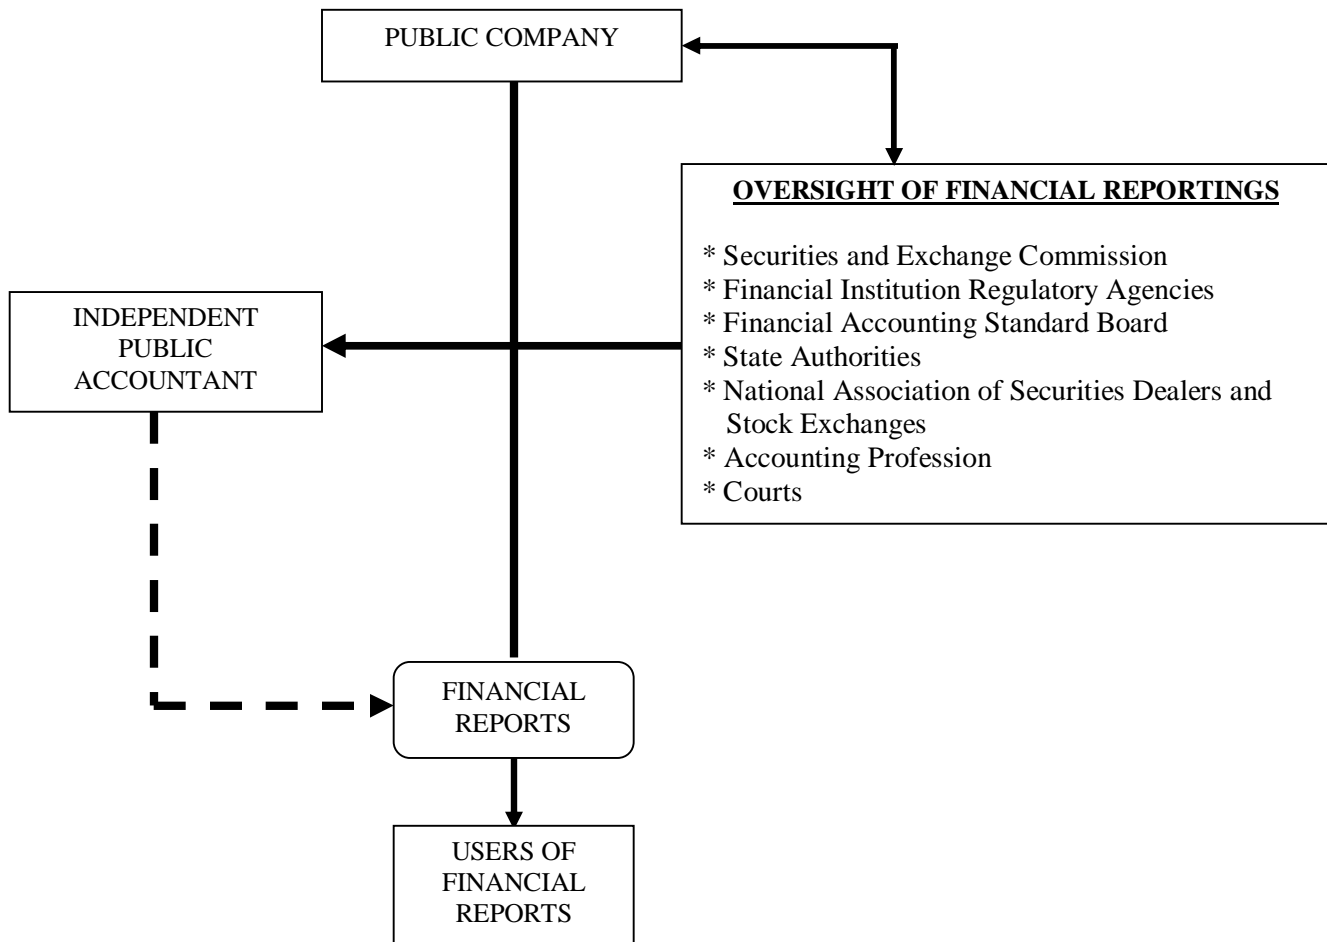 PUBLIC COMPANY
OVERSIGHT OF FINANCIAL REPORTINGS
* Securities and Exchange Commission
* Financial Institution Regulatory Agencies
* Financial Accounting Standard Board
* State Authorities
* National Association of Securities Dealers and
Stock Exchanges
* Accounting Profession
* Courts
INDEPENDENT
PUBLIC
ACCOUNTANT
FINANCIAL
REPORTS
USERS OF
FINANCIAL
REPORTS